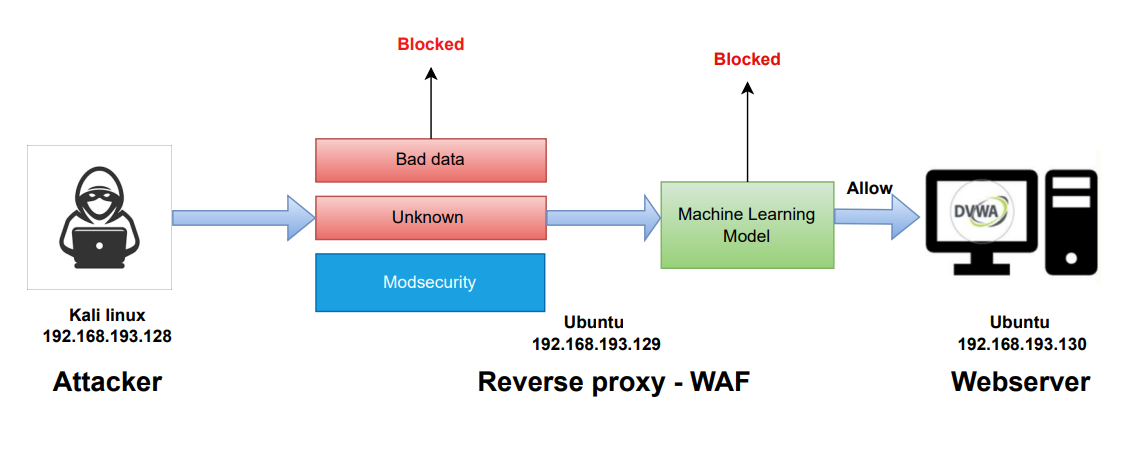 Blocked
Blocked
Bad data
Unknown
Modsecurity
Machine Learning
Model
Allow
DVWA
Kali linux
192.168.193.128
Attacker
Ubuntu
192.168.193.129
Reverse proxy - WAF
Ubuntu
192.168.193.130
Webserver